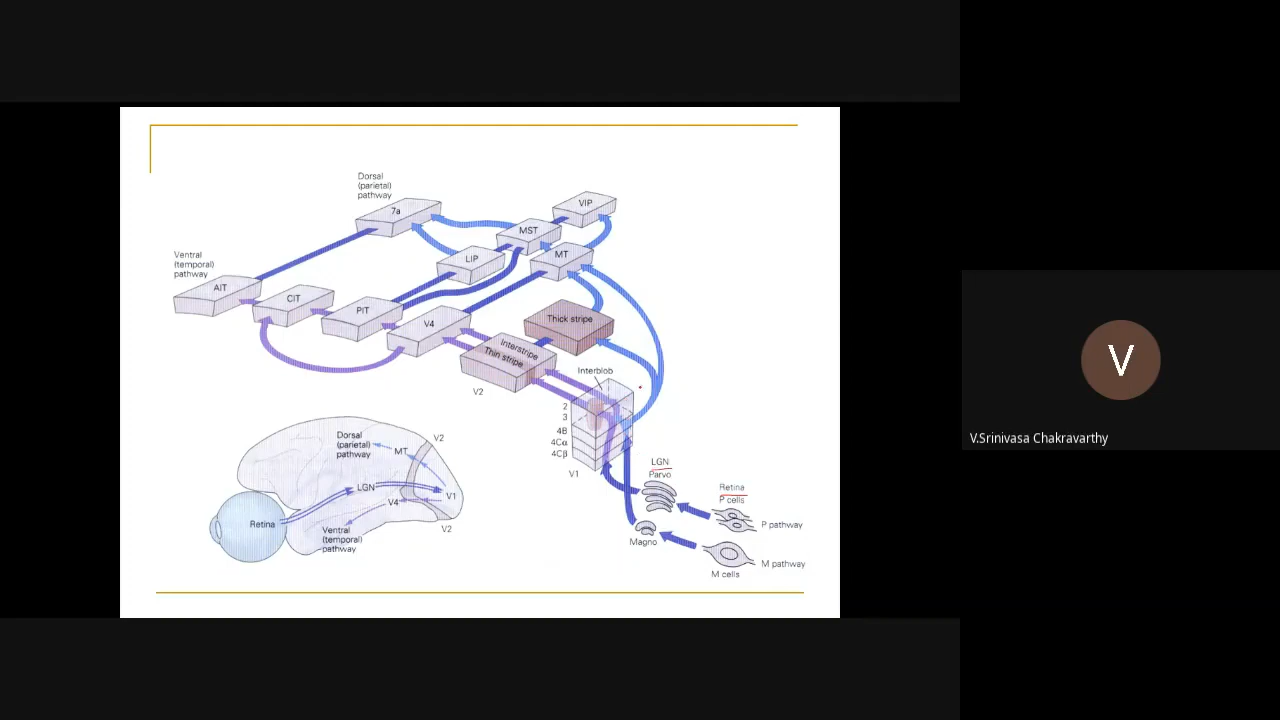 Dorsal
(parietal)
pathway
7a
VIP
MST
MT
LIP
Ventral
(temporal)
pathway
AIT
CIT
PIT
V4
Thick stripe
Interstripe
Thin stripe
V2
Interblob
2
3
4B
4Cα
4Cβ
V1
LGN
Parvo
Retina
P cells
P pathway
Magno
M pathway
M cells
Dorsal
(parietal)
pathway
MT
V2
LGN
V1
V4
Retina
V2
Ventral
(temporal)
pathway
V
V.Srinivasa Chakravarthy